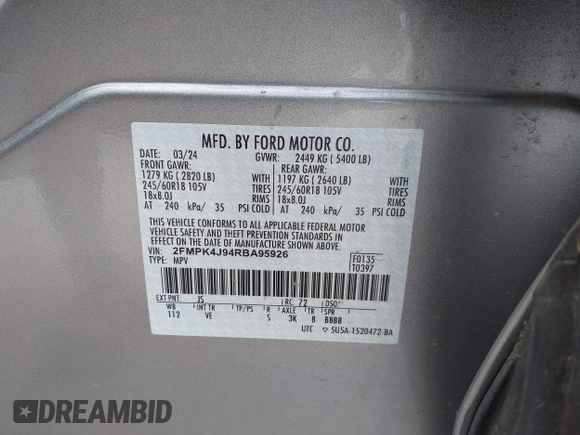 MFD. BY FORD MOTOR CO.
DATE: 03/24 GVWR: 2449 KG ( 5400 LB)
FRONT GAWR: REAR GAWR:
1279 KG ( 2820 LB) WITH 1197 KG ( 2640 LB) WITH
245/60R18 105V TIRES 245/60R18 105V TIRES
18x8.0J RIMS 18x8.0J RIMS
AT 240 kPa/ 35 PSI COLD AT 240 kPa/ 35 PSI COLD
THIS VEHICLE CONFORMS TO ALL APPLICABLE FEDERAL MOTOR
VEHICLE SAFETY AND THEFT PREVENTION STANDARDS IN
EFFECT ON THE DATE OF MANUFACTURE SHOWN ABOVE.
VIN: 2FMPK4J94RBA95926 F0135
TYPE: MPV T0397
EXT PNT: JS RC: 72 DSO:
WB INT TR TP/PS R AXLE TR SPR
112 VE S 3K 8 BBBB
UTC ▽ 5U5A-1520472-BA
DREAMBID